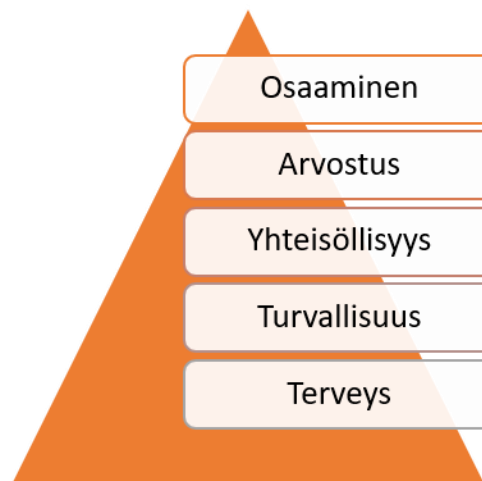 Osaaminen
Arvostus
Yhteisöllisyys
Turvallisuus
Terveys